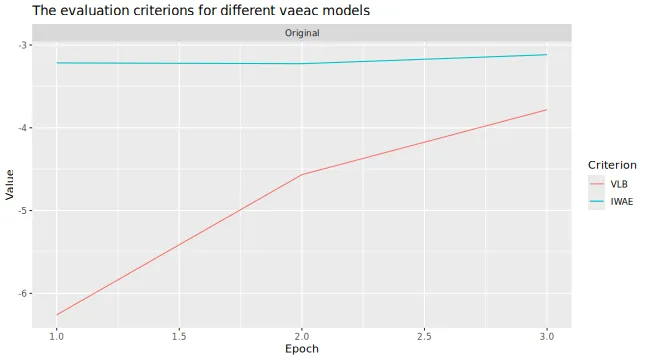 The evaluation criterions for different vaeac models
Original
-3
-4
-5
-6
Value
1.0 1.5 2.0 2.5 3.0
Epoch
Criterion
VLB
IWAE